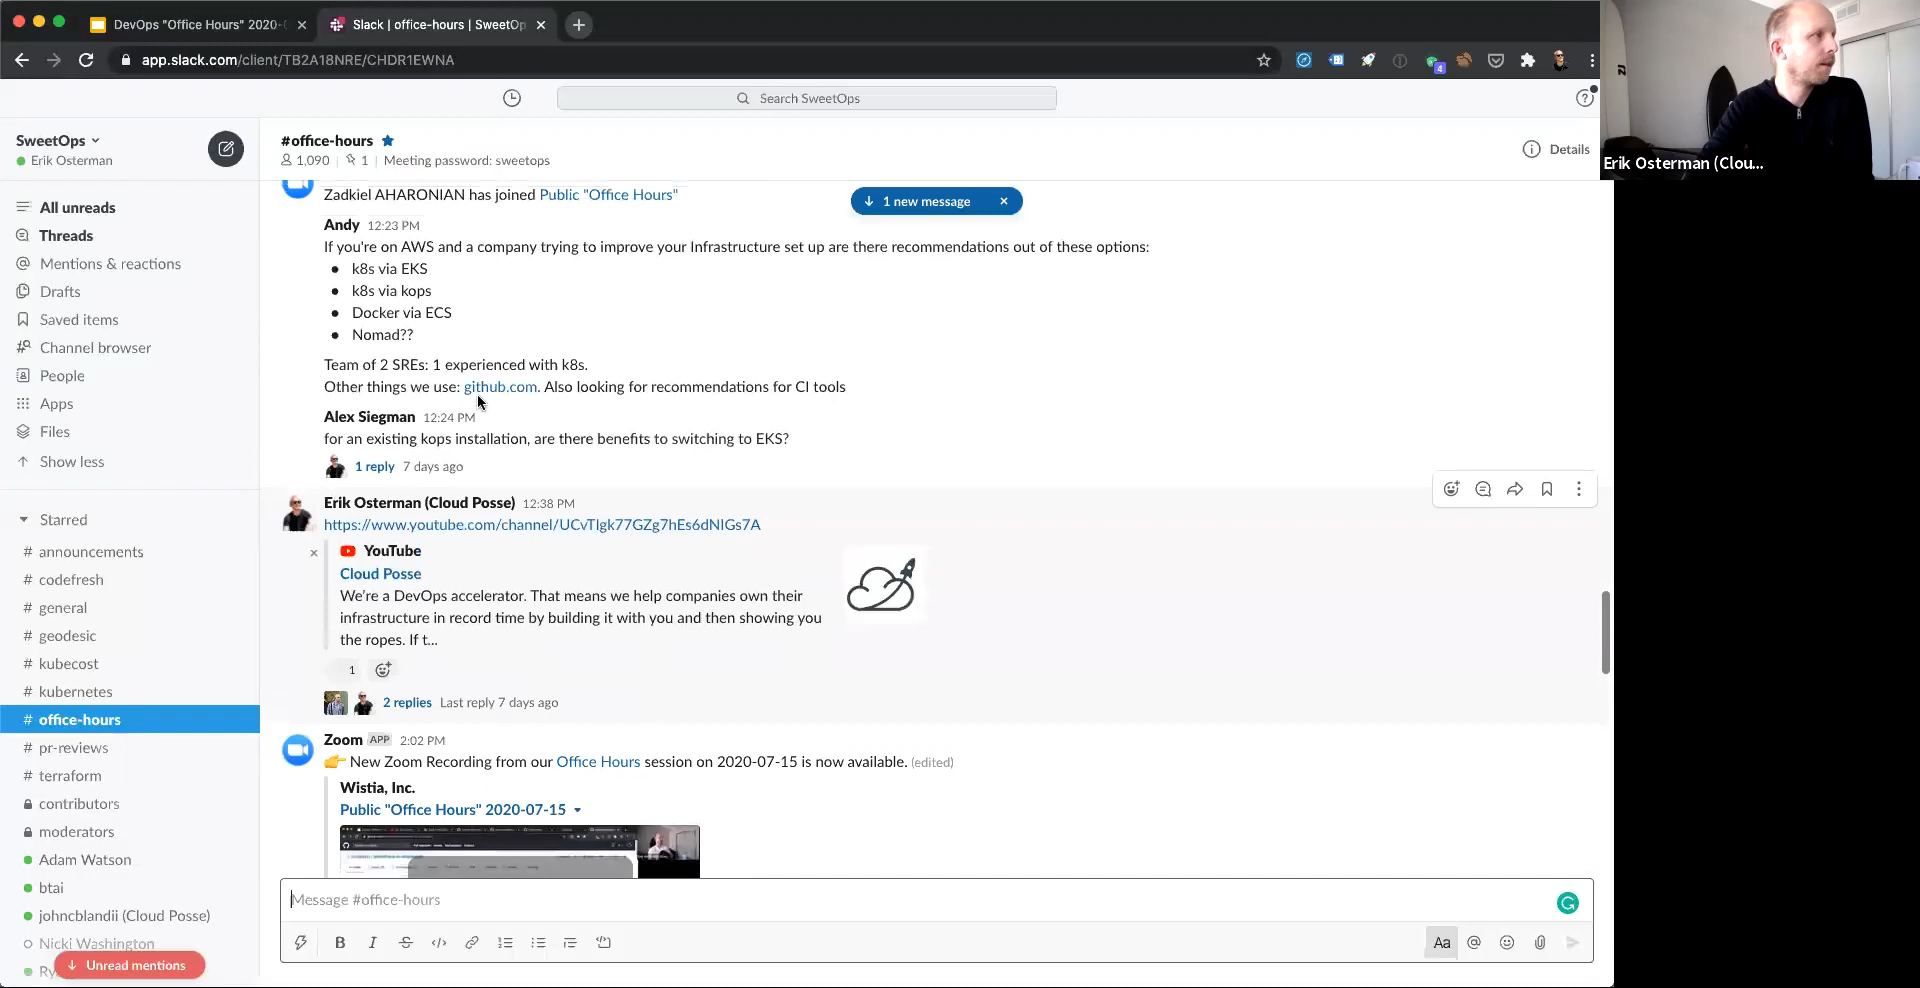 DevOps "Office Hours" 2020-
Slack | office-hours | SweetOp
app.slack.com/client/TB2A18NRE/CHDR1EWNA
4
Search SweetOps
SweetOps
Erik Osterman
#office-hours
1,090 | 1 | Meeting password: sweetops
Details
Erik Osterman (Clou...
All unreads
Threads
Mentions & reactions
Drafts
Saved items
Channel browser
People
Apps
Files
Show less
Starred
# announcements
# codefresh
# general
# geodesic
# kubecost
# kubernetes
# office-hours
# pr-reviews
# terraform
contributors
moderators
Adam Watson
btai
johncblandii (Cloud Posse)
Nicki Washington
Unread mentions
Zadkiel AHARONIAN has joined Public "Office Hours"
1 new message
Andy 12:23 PM
If you're on AWS and a company trying to improve your Infrastructure set up are there recommendations out of these options:
• k8s via EKS
• k8s via kops
• Docker via ECS
• Nomad??
Team of 2 SREs: 1 experienced with k8s.
Other things we use: github.com. Also looking for recommendations for CI tools
Alex Siegman 12:24 PM
for an existing kops installation, are there benefits to switching to EKS?
1 reply 7 days ago
Erik Osterman (Cloud Posse) 12:38 PM
https://www.youtube.com/channel/UCvTlgk77GZg7hEs6dNIGs7A
YouTube
Cloud Posse
We're a DevOps accelerator. That means we help companies own their
infrastructure in record time by building it with you and then showing you
the ropes. If t...
1
2 replies Last reply 7 days ago
Zoom APP 2:02 PM
👉 New Zoom Recording from our Office Hours session on 2020-07-15 is now available. (edited)
Wistia, Inc.
Public "Office Hours" 2020-07-15
Message #office-hours
B I S </> Aa @